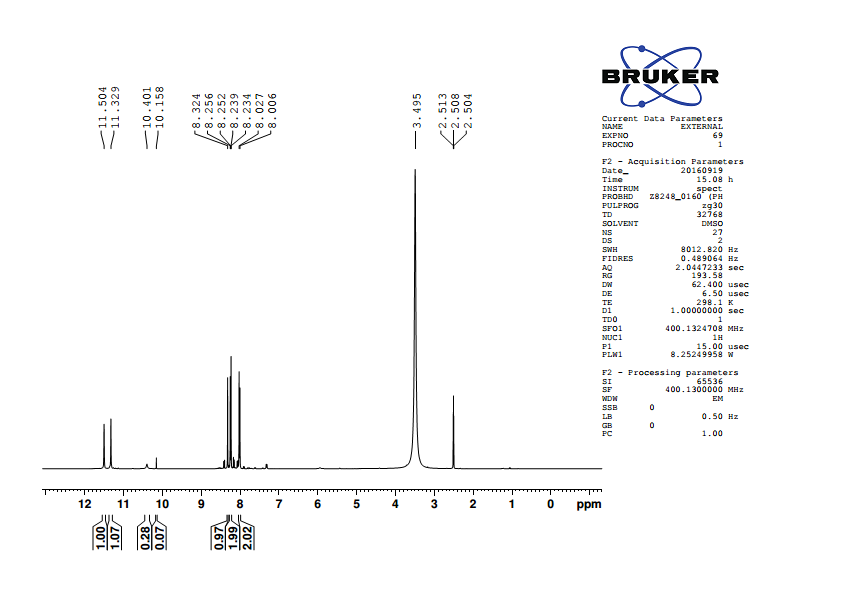 11.504
11.329
10.401
10.158
8.324
8.256
8.252
8.239
8.234
8.027
8.006
3.495
2.513
2.508
2.504
BRUKER
Current Data Parameters
NAME EXTERNAL
EXPNO 69
PROCNO 1
F2 - Acquisition Parameters
Date_ 20160919
Time 15.08 h
INSTRUM spect
PROBHD Z8248_0160 (PH
PULPROG zg30
TD 32768
SOLVENT DMSO
NS 27
DS 2
SWH 8012.820 Hz
FIDRES 0.489064 Hz
AQ 2.0447233 sec
RG 193.58
DW 62.400 usec
DE 6.50 usec
TE 298.1 K
D1 1.00000000 sec
TD0 1
SFO1 400.1324708 MHz
NUC1 1H
P1 15.00 usec
PLW1 8.25249958 W
F2 - Processing parameters
SI 65536
SF 400.1300000 MHz
WDW EM
SSB 0
LB 0.50 Hz
GB 0
PC 1.00
12 11 10 9 8 7 6 5 4 3 2 1 0 ppm
1.00
1.07
0.28
0.07
0.97
1.99
2.02